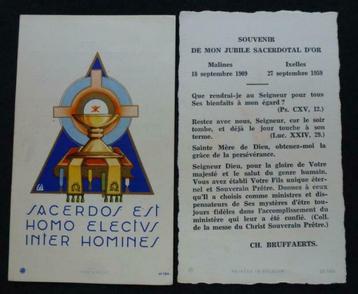 SACERDOS EST
HOMO ELECTVS
INTER HOMINES
SOUVENIR
DE MON JUBILE SACERDOTAL D'OR
Malines
18 septembre 1909
Ixelles
27 septembre 1959
Que rendrai-je au Seigneur pour tous
Ses bienfaits à mon égard ?
(Ps. CXV, 12.)
Restez avec nous, Seigneur, car le soir
tombe, et déjà le jour touche à son
terme.
(Luc. XXIV, 29.)
Sainte Mère de Dieu, obtenez-moi la
grâce de la persévérance.
Seigneur Dieu, pour la gloire de Votre
majesté et le salut du genre humain.
Vous avez établi Votre Fils unique éter-
nel et Souverain Prêtre. Donnez à ceux
qu'il a choisis comme ministres et dis-
pensateurs de Ses mystères d'être tou-
jours fidèles dans l'accomplissement du
ministère qui leur a été confié. (Coll.
de la messe du Christ Souverain Prêtre).
CH. BRUFFAERTS.
PRINTED IN BELGIUM